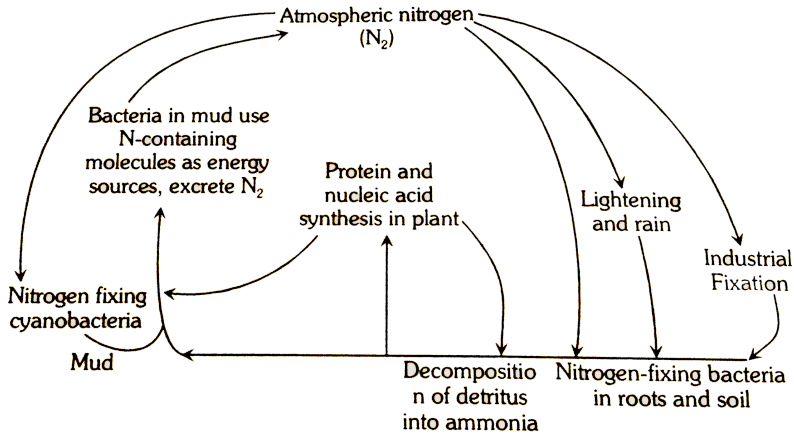 Atmospheric nitrogen
(N₂)
Bacteria in mud use
N-containing
molecules as energy
sources, excrete N₂
Protein and
nucleic acid
synthesis in plant
Lightening
and rain
Industrial
Fixation
Nitrogen fixing
cyanobacteria
Mud
Decompositio
n of detritus
into ammonia
Nitrogen-fixing bacteria
in roots and soil